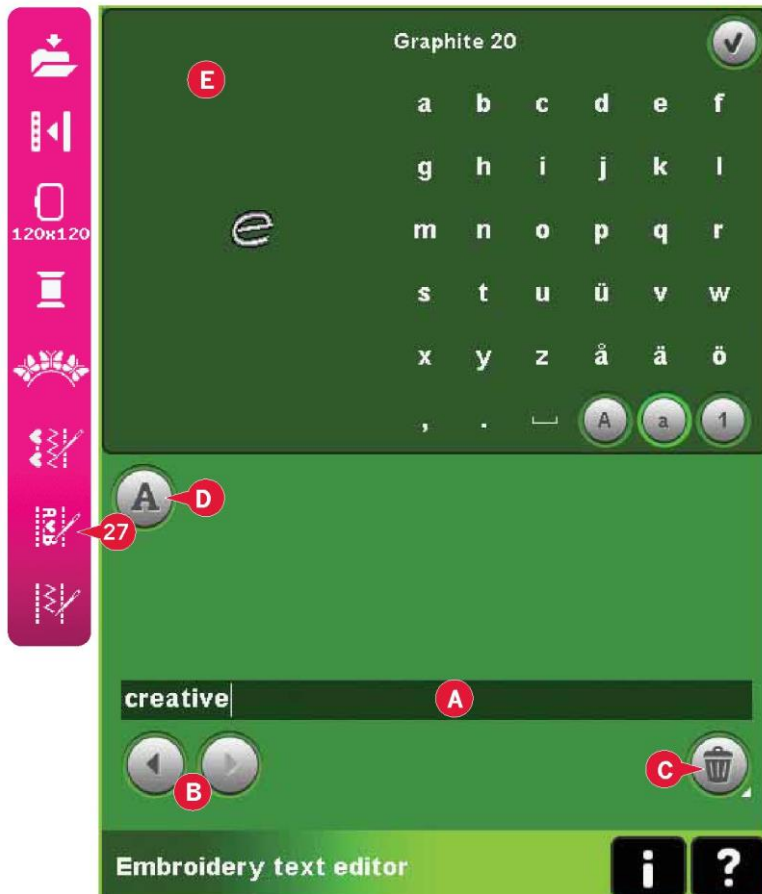 Graphite 20
E
a b c d e f
g h i j k l
120x120
e
m n o p q r
s t u ü v w
x y z å ä ö
, . A a 1
A D
A♥B
27
creative A
B C
Embroidery text editor i ?